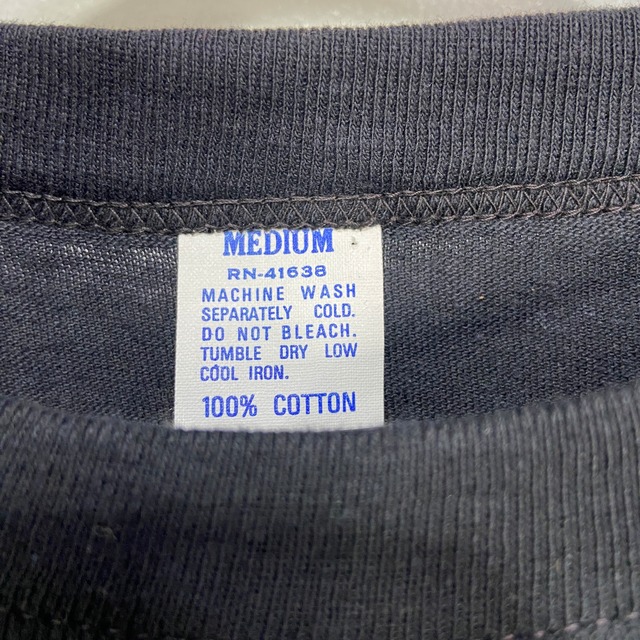 MEDIUM
RN-41638
MACHINE WASH
SEPARATELY COLD.
DO NOT BLEACH.
TUMBLE DRY LOW
COOL IRON.
100% COTTON